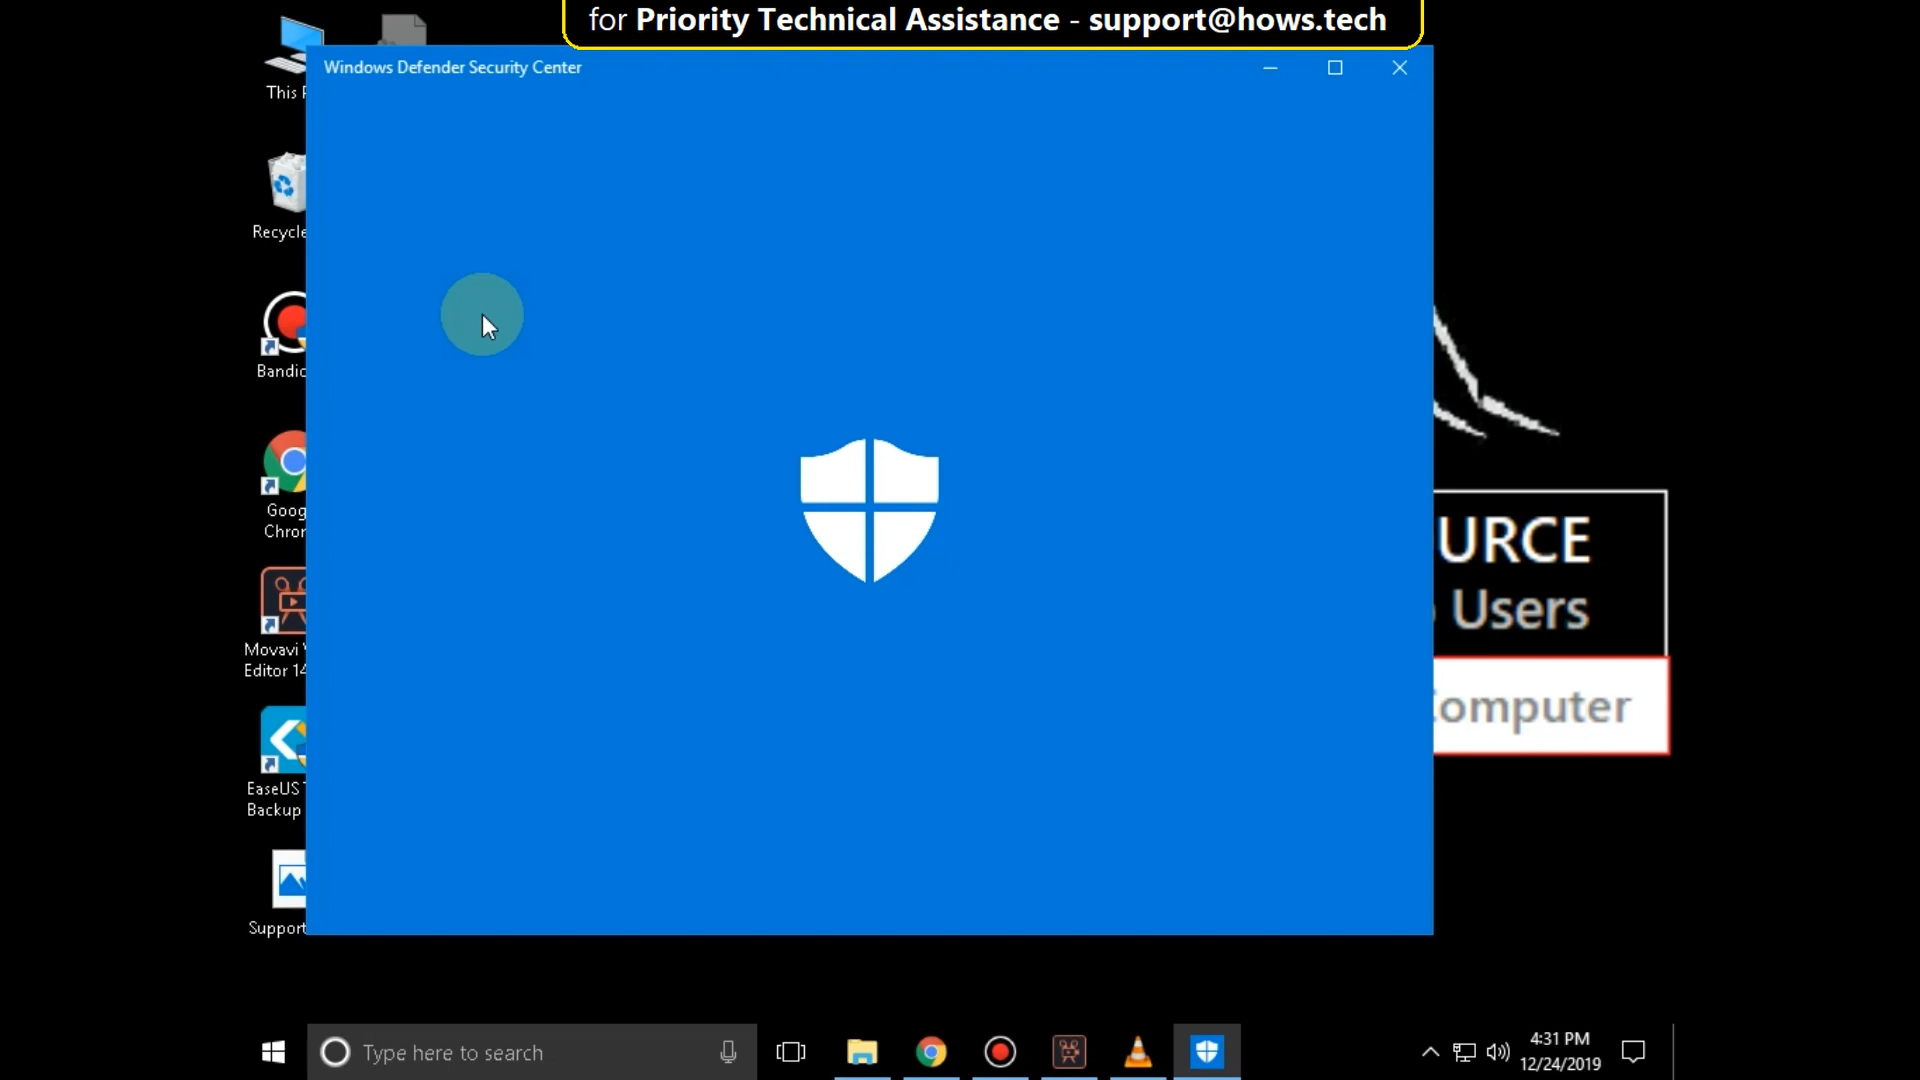 for Priority Technical Assistance - support@hows.tech
Windows Defender Security Center
This
Recycle
Bandic
Goog
Chror
Movavi
Editor 14
EaseUS
Backup
Support
URCE
Users
omputer
Type here to search
4:31 PM
12/24/2019